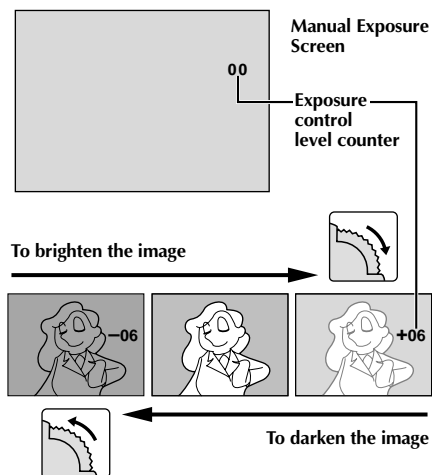 Manual Exposure
Screen
00
Exposure
control
level counter
To brighten the image
–06
+06
To darken the image